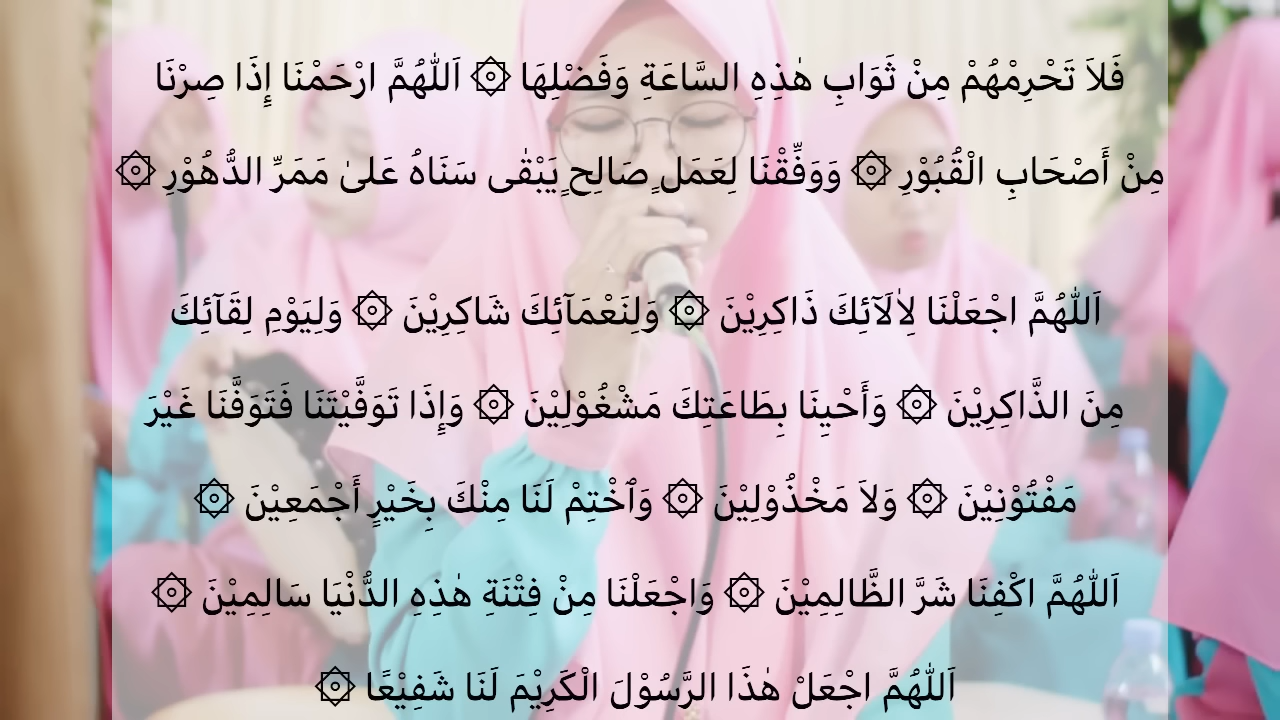 فَلاَ تَحْرِمْهُمْ مِنْ ثَوَابِ هٰذِهِ السَّاعَةِ وَفَضْلِهَا ۞ اَللّٰهُمَّ ارْحَمْنَا إِذَا صِرْنَا
مِنْ أَصْحَابِ الْقُبُوْرِ ۞ وَوَفِّقْنَا لِعَمَلٍ صَالِحٍ يَبْقٰى سَنَاهُ عَلىٰ مَمَرِّ الدُّهُوْرِ ۞
اَللّٰهُمَّ اجْعَلْنَا لِاٰلَآئِكَ ذَاكِرِيْنَ ۞ وَلِنَعْمَآئِكَ شَاكِرِيْنَ ۞ وَلِيَوْمِ لِقَآئِكَ
مِنَ الذَّاكِرِيْنَ ۞ وَأَحْيِنَا بِطَاعَتِكَ مَشْغُوْلِيْنَ ۞ وَإِذَا تَوَفَّيْتَنَا فَتَوَفَّنَا غَيْرَ
مَفْتُوْنِيْنَ ۞ وَلاَ مَخْذُوْلِيْنَ ۞ وَٱخْتِمْ لَنَا مِنْكَ بِخَيْرٍ أَجْمَعِيْنَ ۞
اَللّٰهُمَّ اكْفِنَا شَرَّ الظَّالِمِيْنَ ۞ وَاجْعَلْنَا مِنْ فِتْنَةِ هٰذِهِ الدُّنْيَا سَالِمِيْنَ ۞
اَللّٰهُمَّ اجْعَلْ هٰذَا الرَّسُوْلَ الْكَرِيْمَ لَنَا شَفِيْعًا ۞